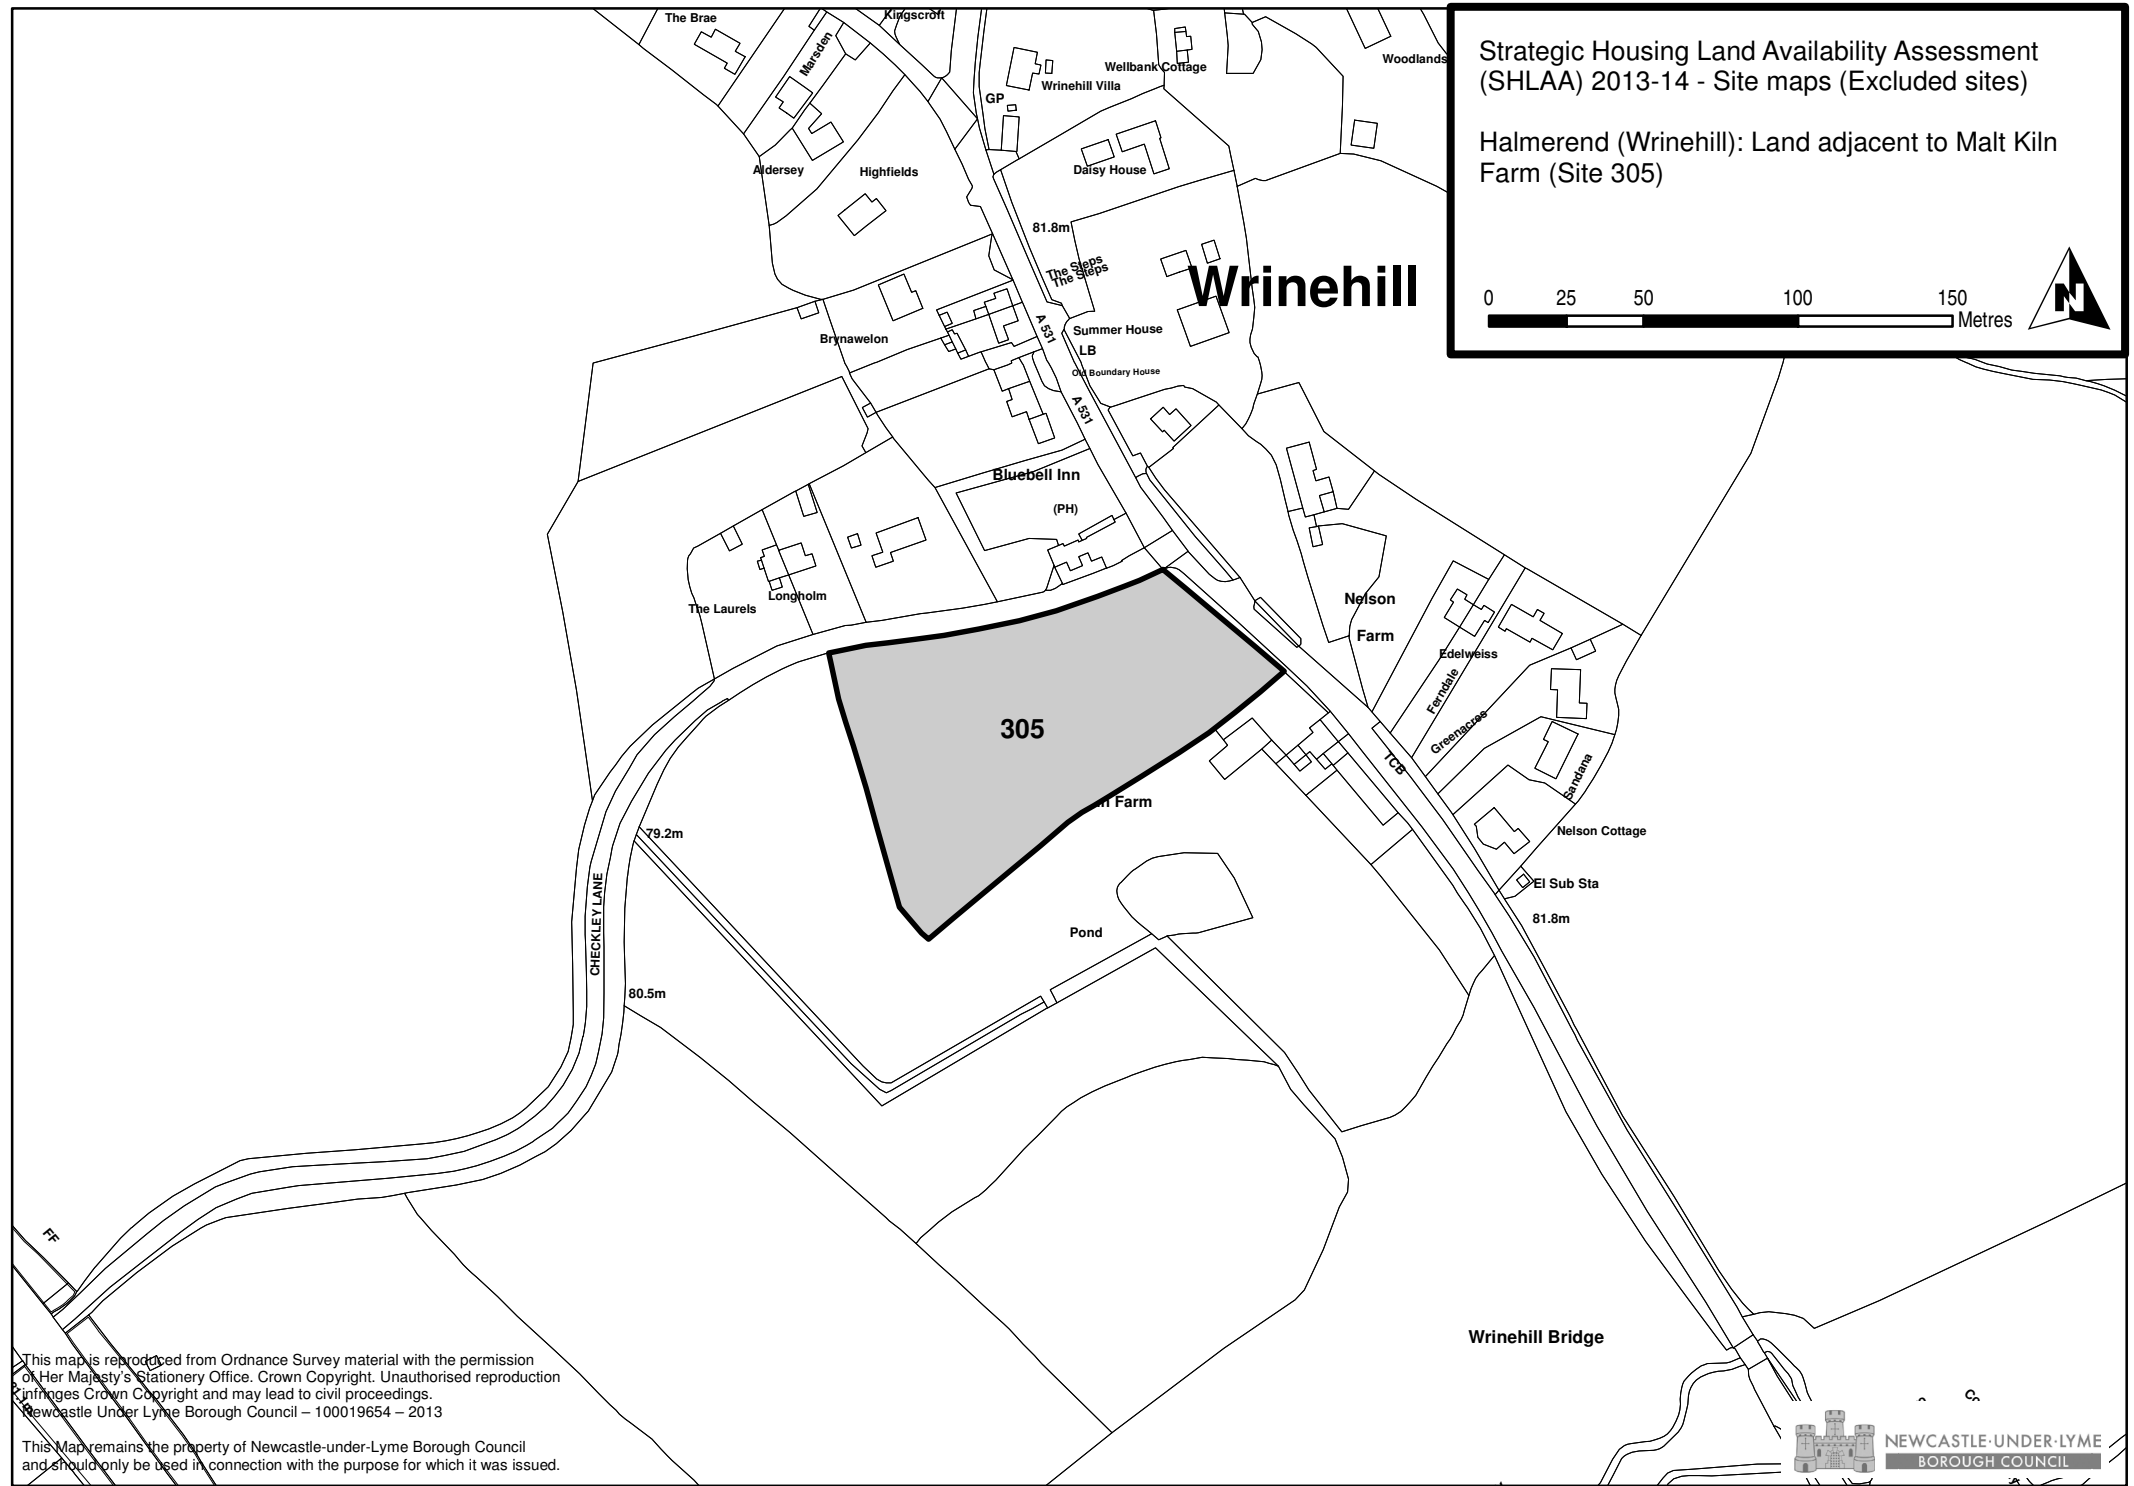 The Brae
Kingscroft
Marsden
Wellbank Cottage
Woodlands
Wrinehill Villa
GP
Aldersey
Highfields
Daisy House
81.8m
The Steps
The Steps
Wrinehill
Strategic Housing Land Availability Assessment
(SHLAA) 2013-14 - Site maps (Excluded sites)
Halmerend (Wrinehill): Land adjacent to Malt Kiln
Farm (Site 305)
0 25 50 100 150
Metres
N
Brynawelon
A 531
Summer House
LB
Old Boundary House
A 531
Bluebell Inn
(PH)
The Laurels
Longholm
Nelson
Farm
Edelweiss
Ferndale
Greenacres
TCB
Sandana
305
Farm
79.2m
Nelson Cottage
El Sub Sta
81.8m
CHECKLEY LANE
Pond
80.5m
FF
Wrinehill Bridge
This map is reproduced from Ordnance Survey material with the permission
of Her Majesty's Stationery Office. Crown Copyright. Unauthorised reproduction
infringes Crown Copyright and may lead to civil proceedings.
Newcastle Under Lyme Borough Council – 100019654 – 2013
This Map remains the property of Newcastle-under-Lyme Borough Council
and should only be used in connection with the purpose for which it was issued.
NEWCASTLE·UNDER·LYME
BOROUGH COUNCIL